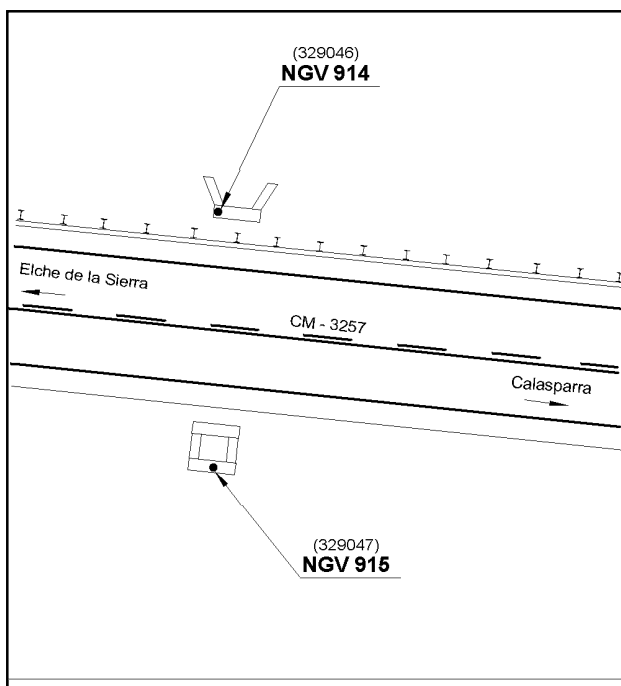 (329046)
NGV 914
Elche de la Sierra
CM - 3257
Calasparra
(329047)
NGV 915